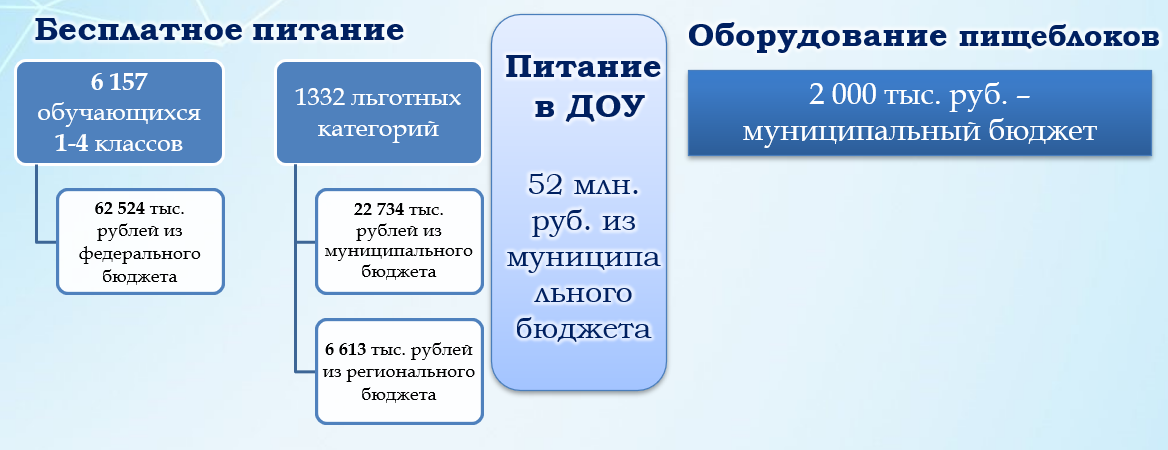 Бесплатное питание
6 157
обучающихся
1-4 классов
62 524 тыс.
рублей из
федерального
бюджета
1332 льготных
категорий
22 734 тыс.
рублей из
муниципального
бюджета
6 613 тыс. рублей
из регионального
бюджета
Питание
в ДОУ
52 млн.
руб. из
муниципа
льного
бюджета
Оборудование пищеблоков
2 000 тыс. руб. –
муниципальный бюджет